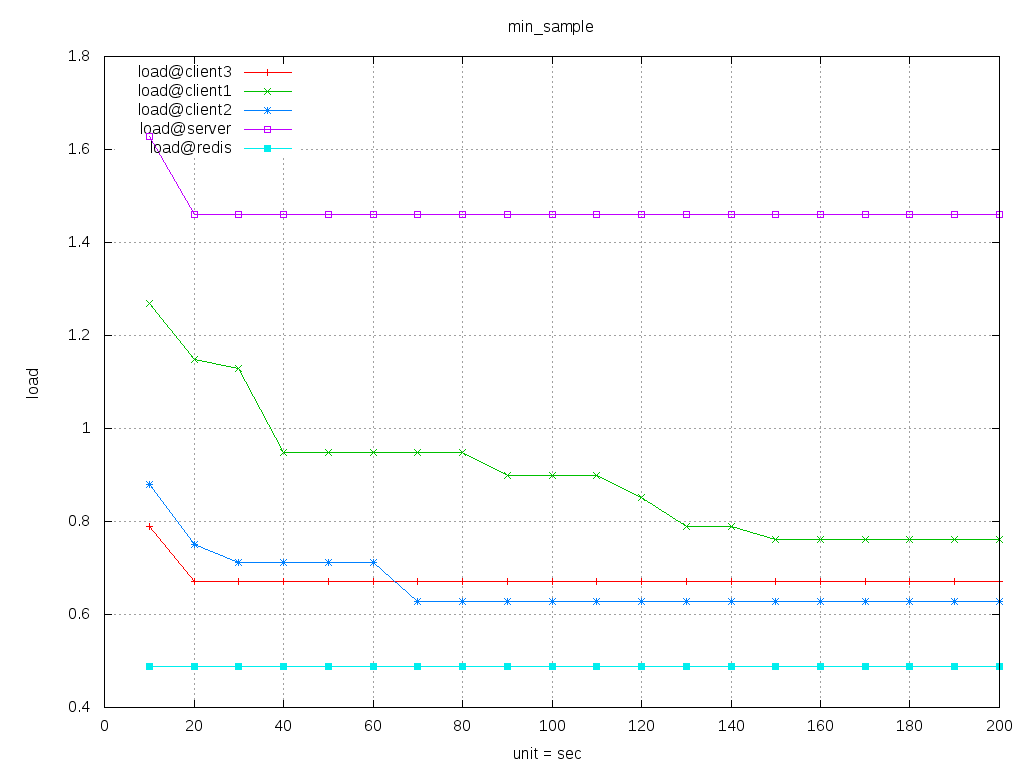 min_sample
load@client3
load@client1
load@client2
load@server
load@redis
1.8
1.6
1.4
1.2
1
0.8
0.6
0.4
load
0 20 40 60 80 100 120 140 160 180 200
unit = sec